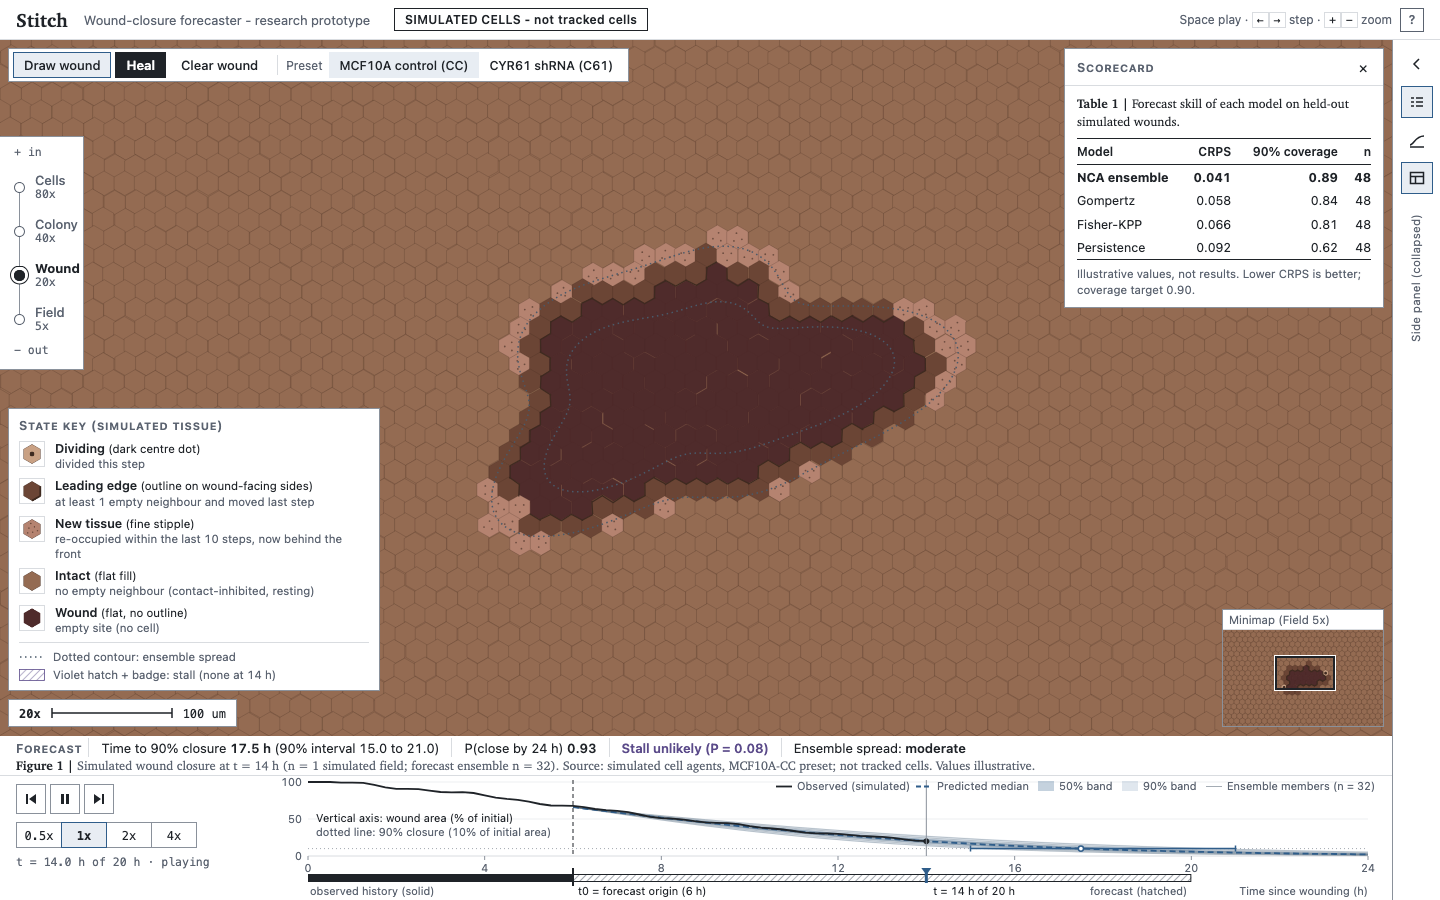 Stitch
Wound-closure forecaster - research prototype
SIMULATED CELLS - not tracked cells
Space play · ← → step · + − zoom ?
Draw wound
Heal
Clear wound
Preset
MCF10A control (CC)
CYR61 shRNA (C61)
+ in
Cells
80x
Colony
40x
Wound
20x
Field
5x
− out
SCORECARD ×
Table 1 | Forecast skill of each model on held-out
simulated wounds.
Model CRPS 90% coverage n
NCA ensemble 0.041 0.89 48
Gompertz 0.058 0.84 48
Fisher-KPP 0.066 0.81 48
Persistence 0.092 0.62 48
Illustrative values, not results. Lower CRPS is better;
coverage target 0.90.
Side panel (collapsed)
STATE KEY (SIMULATED TISSUE)
Dividing (dark centre dot)
divided this step
Leading edge (outline on wound-facing sides)
at least 1 empty neighbour and moved last step
New tissue (fine stipple)
re-occupied within the last 10 steps, now behind the
front
Intact (flat fill)
no empty neighbour (contact-inhibited, resting)
Wound (flat, no outline)
empty site (no cell)
Dotted contour: ensemble spread
Violet hatch + badge: stall (none at 14 h)
20x 100 um
Minimap (Field 5x)
FORECAST
Time to 90% closure 17.5 h (90% interval 15.0 to 21.0)
P(close by 24 h) 0.93
Stall unlikely (P = 0.08)
Ensemble spread: moderate
Figure 1 | Simulated wound closure at t = 14 h (n = 1 simulated field; forecast ensemble n = 32). Source: simulated cell agents, MCF10A-CC preset; not tracked cells. Values illustrative.
0.5x 1x 2x 4x
t = 14.0 h of 20 h · playing
100
50
0
Observed (simulated)
Predicted median
50% band
90% band
Ensemble members (n = 32)
Vertical axis: wound area (% of initial)
dotted line: 90% closure (10% of initial area)
0 4 8 12 16 20 24
observed history (solid)
t0 = forecast origin (6 h)
t = 14 h of 20 h
forecast (hatched)
Time since wounding (h)